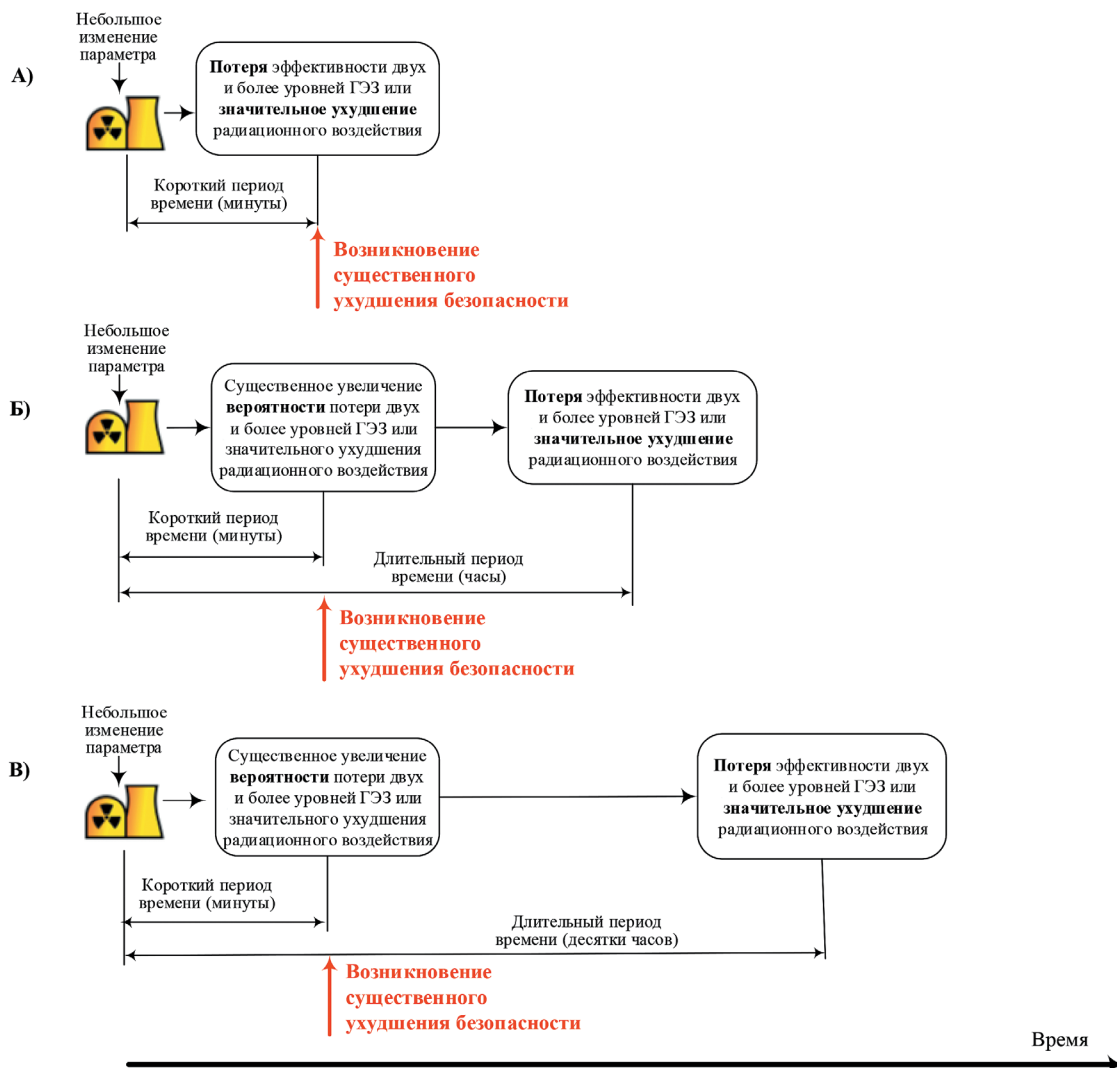 Небольшое
изменение
параметра
А)
Потеря эффективности двух
и более уровней ГЭЗ или
значительное ухудшение
радиационного воздействия
Короткий период
времени (минуты)
Возникновение
существенного
ухудшения безопасности
Небольшое
изменение
параметра
Б)
Существенное увеличение
вероятности потери двух
и более уровней ГЭЗ или
значительного ухудшения
радиационного воздействия
Потеря эффективности двух
и более уровней ГЭЗ или
значительное ухудшение
радиационного воздействия
Короткий период
времени (минуты)
Длительный период
времени (часы)
Возникновение
существенного
ухудшения безопасности
Небольшое
изменение
параметра
В)
Существенное увеличение
вероятности потери двух
и более уровней ГЭЗ или
значительного ухудшения
радиационного воздействия
Потеря эффективности двух
и более уровней ГЭЗ или
значительное ухудшение
радиационного воздействия
Короткий период
времени (минуты)
Длительный период
времени (десятки часов)
Возникновение
существенного
ухудшения безопасности
Время